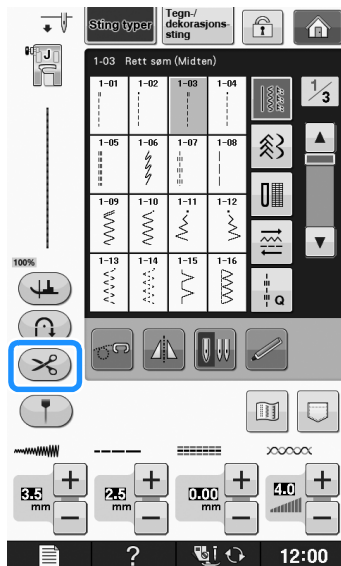 Sting typer
Tegn-/
dekorasjons-
sting
J
1-03 Rett søm (Midten)
1-01 1-02 1-03 1-04
1/3
1-05 1-06 1-07 1-08
1-09 1-10 1-11 1-12
1-13 1-14 1-15 1-16
100%
Q
3.5 mm
2.5 mm
0.00 mm
4.0
? 12:00